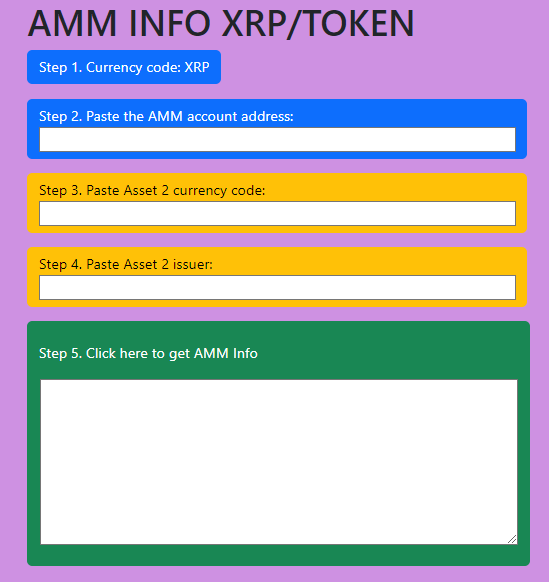 AMM INFO XRP/TOKEN
Step 1. Currency code: XRP
Step 2. Paste the AMM account address:
Step 3. Paste Asset 2 currency code:
Step 4. Paste Asset 2 issuer:
Step 5. Click here to get AMM Info